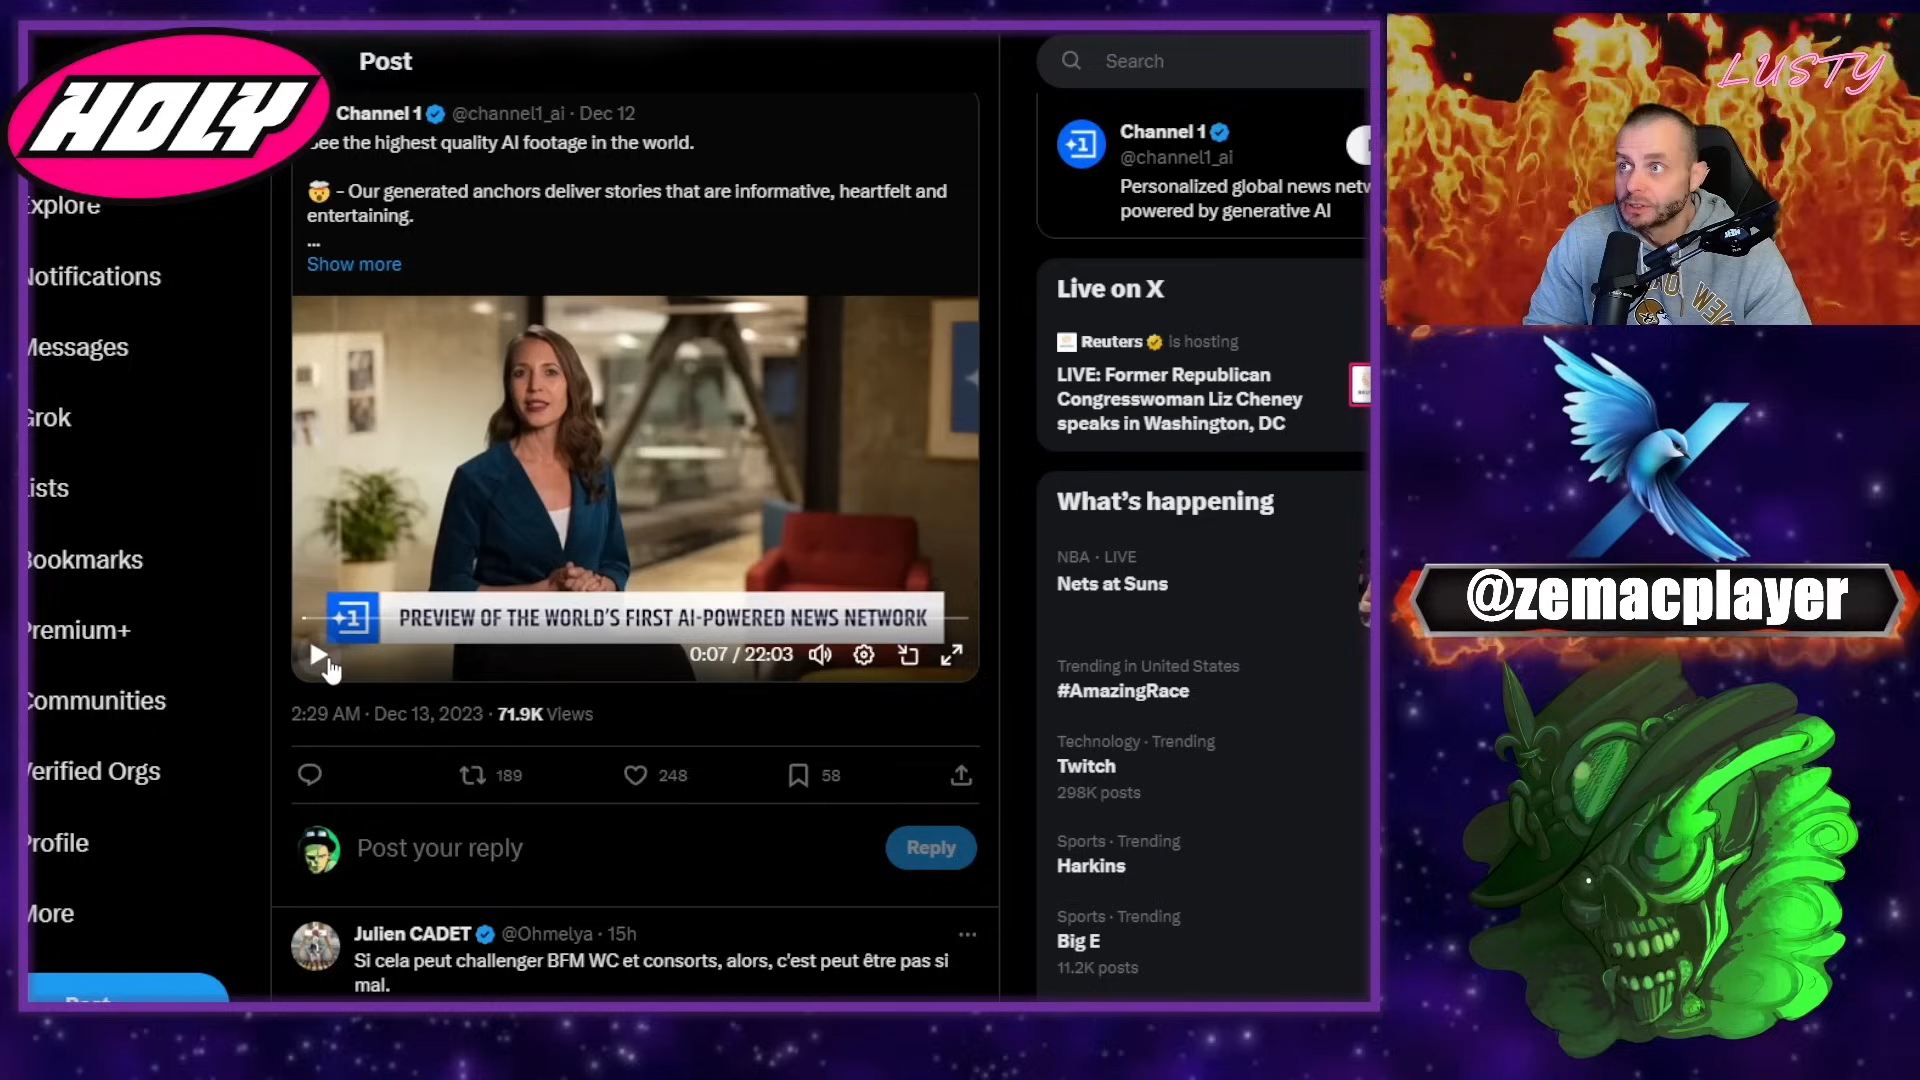 HOLY
Post
Channel 1 @channel1_ai · Dec 12
See the highest quality AI footage in the world.
🤯 - Our generated anchors deliver stories that are informative, heartfelt and
entertaining.
...
Show more
+1 PREVIEW OF THE WORLD'S FIRST AI-POWERED NEWS NETWORK
0:07 / 22:03
2:29 AM · Dec 13, 2023 · 71.9K Views
189 248 58
Post your reply
Reply
Julien CADET @Ohmelya · 15h
Si cela peut challenger BFM WC et consorts, alors, c'est peut être pas si
mal.
Explore
Notifications
Messages
Grok
Lists
Bookmarks
Premium+
Communities
Verified Orgs
Profile
More
Post
Search
+1
Channel 1
@channel1_ai
Personalized global news netw
powered by generative AI
Live on X
Reuters is hosting
LIVE: Former Republican
Congresswoman Liz Cheney
speaks in Washington, DC
What's happening
NBA · LIVE
Nets at Suns
Trending in United States
#AmazingRace
Technology · Trending
Twitch
298K posts
Sports · Trending
Harkins
Sports · Trending
Big E
11.2K posts
LUSTY
NEW O
@zemacplayer